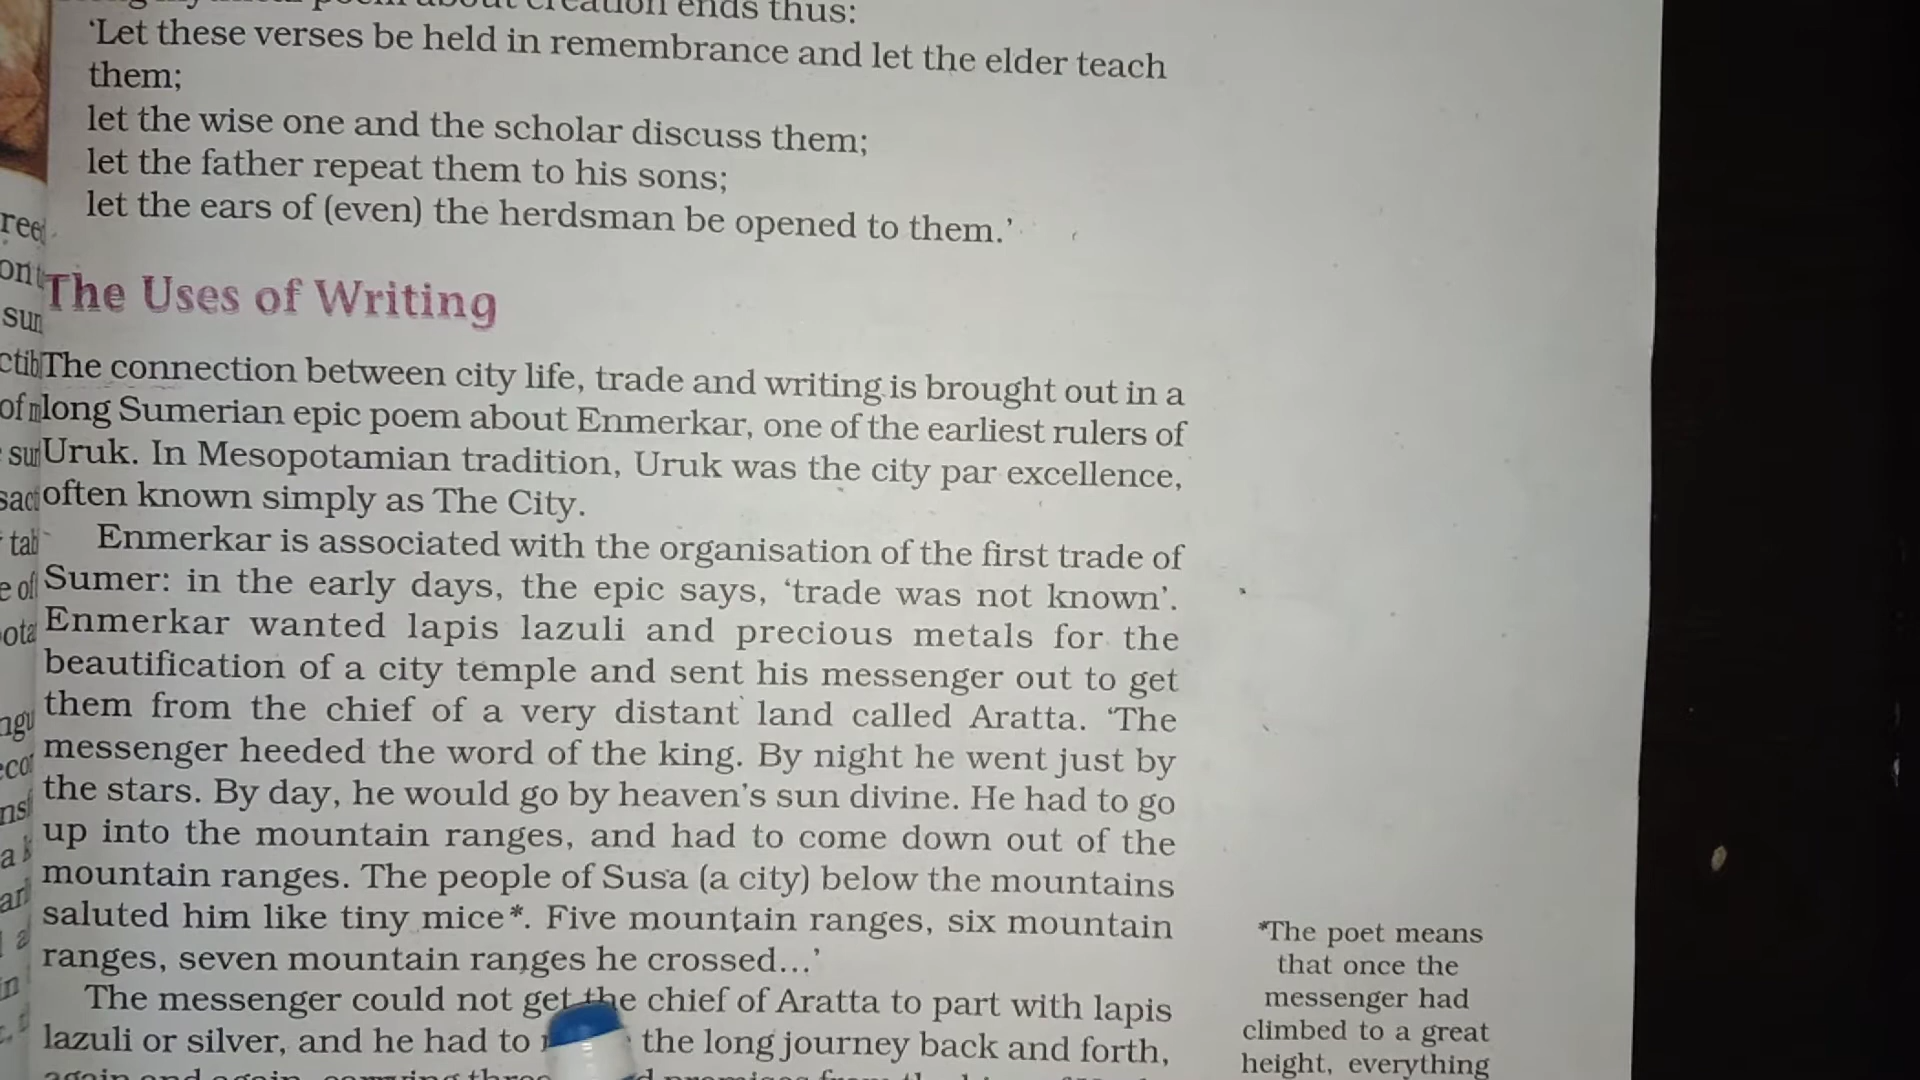 poem about creation ends thus:
‘Let these verses be held in remembrance and let the elder teach
them;
let the wise one and the scholar discuss them;
let the father repeat them to his sons;
let the ears of (even) the herdsman be opened to them.’
The Uses of Writing
The connection between city life, trade and writing is brought out in a
long Sumerian epic poem about Enmerkar, one of the earliest rulers of
Uruk. In Mesopotamian tradition, Uruk was the city par excellence,
often known simply as The City.
Enmerkar is associated with the organisation of the first trade of
Sumer: in the early days, the epic says, ‘trade was not known’.
Enmerkar wanted lapis lazuli and precious metals for the
beautification of a city temple and sent his messenger out to get
them from the chief of a very distant land called Aratta. ‘The
messenger heeded the word of the king. By night he went just by
the stars. By day, he would go by heaven’s sun divine. He had to go
up into the mountain ranges, and had to come down out of the
mountain ranges. The people of Susa (a city) below the mountains
saluted him like tiny mice*. Five mountain ranges, six mountain
ranges, seven mountain ranges he crossed...’
The messenger could not get the chief of Aratta to part with lapis
lazuli or silver, and he had to the long journey back and forth,
again and again, carrying
*The poet means
that once the
messenger had
climbed to a great
height, everything